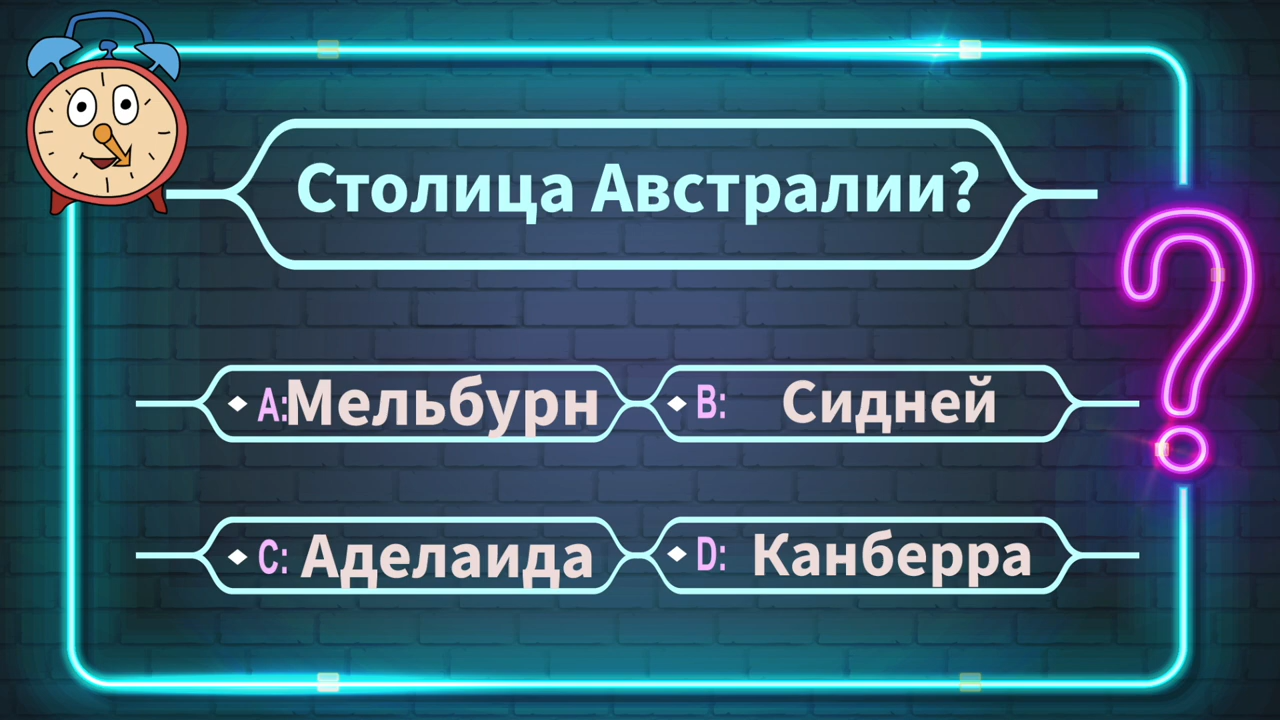 Столица Австралии?
A: Мельбурн
B: Сидней
C: Аделаида
D: Канберра